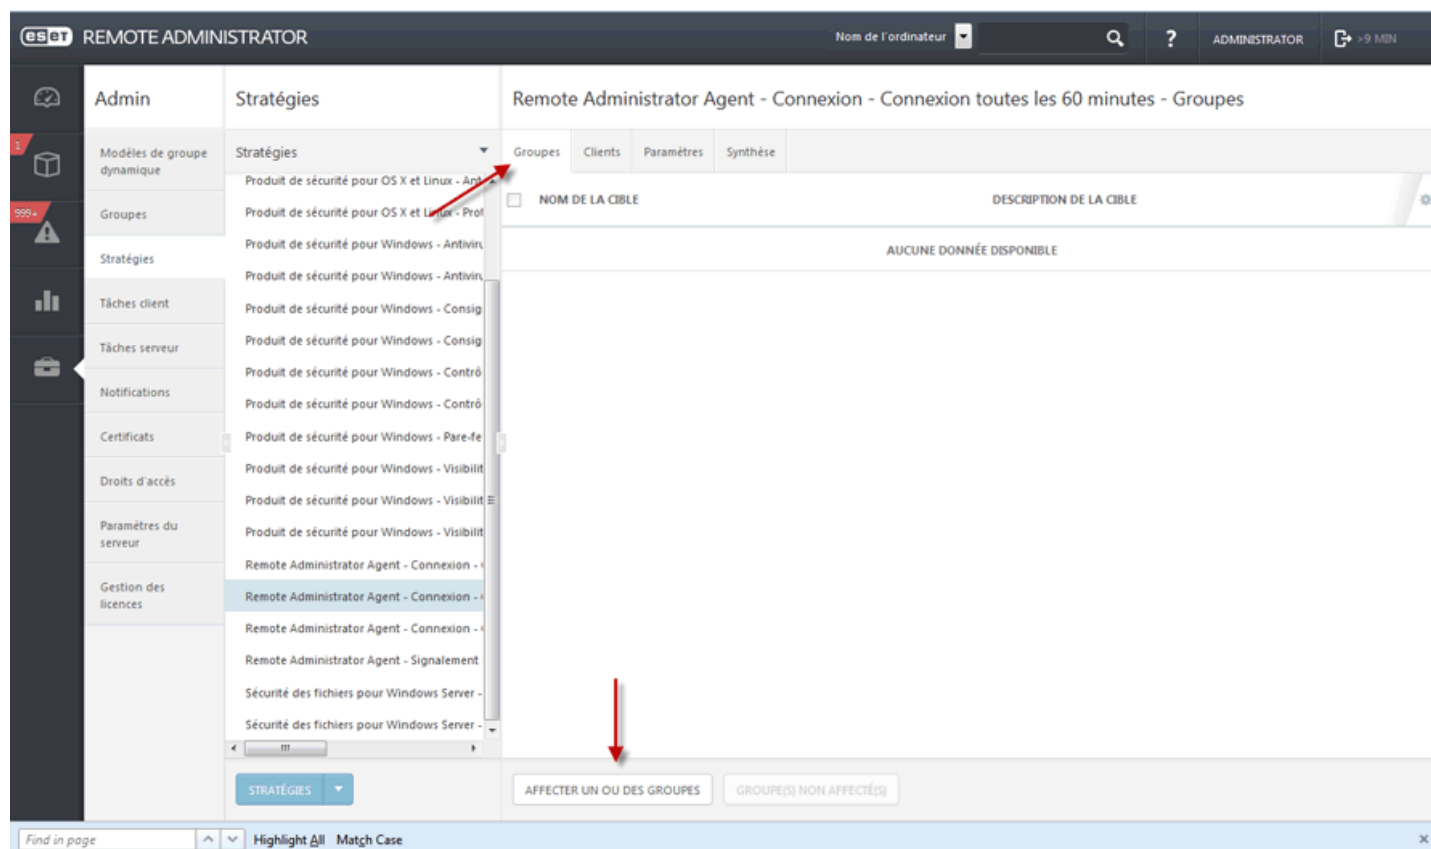 eset REMOTE ADMINISTRATOR
Nom de l'ordinateur
?
ADMINISTRATOR
>9 MIN
1
999+
Admin
Modèles de groupe
dynamique
Groupes
Stratégies
Tâches client
Tâches serveur
Notifications
Certificats
Droits d'accès
Paramètres du
serveur
Gestion des
licences
Stratégies
Stratégies
Produit de sécurité pour OS X et Linux - Ant
Produit de sécurité pour OS X et Linux - Prot
Produit de sécurité pour Windows - Antiviru
Produit de sécurité pour Windows - Antiviru
Produit de sécurité pour Windows - Consig
Produit de sécurité pour Windows - Consig
Produit de sécurité pour Windows - Contrô
Produit de sécurité pour Windows - Contrô
Produit de sécurité pour Windows - Pare-fe
Produit de sécurité pour Windows - Visibilit
Produit de sécurité pour Windows - Visibilit
Produit de sécurité pour Windows - Visibilit
Remote Administrator Agent - Connexion -
Remote Administrator Agent - Connexion -
Remote Administrator Agent - Connexion -
Remote Administrator Agent - Signalement
Sécurité des fichiers pour Windows Server -
Sécurité des fichiers pour Windows Server -
STRATÉGIES
Remote Administrator Agent - Connexion - Connexion toutes les 60 minutes - Groupes
Groupes Clients Paramètres Synthèse
NOM DE LA CIBLE DESCRIPTION DE LA CIBLE
AUCUNE DONNÉE DISPONIBLE
AFFECTER UN OU DES GROUPES GROUPE(S) NON AFFECTÉ(S)
Find in page Highlight All Match Case